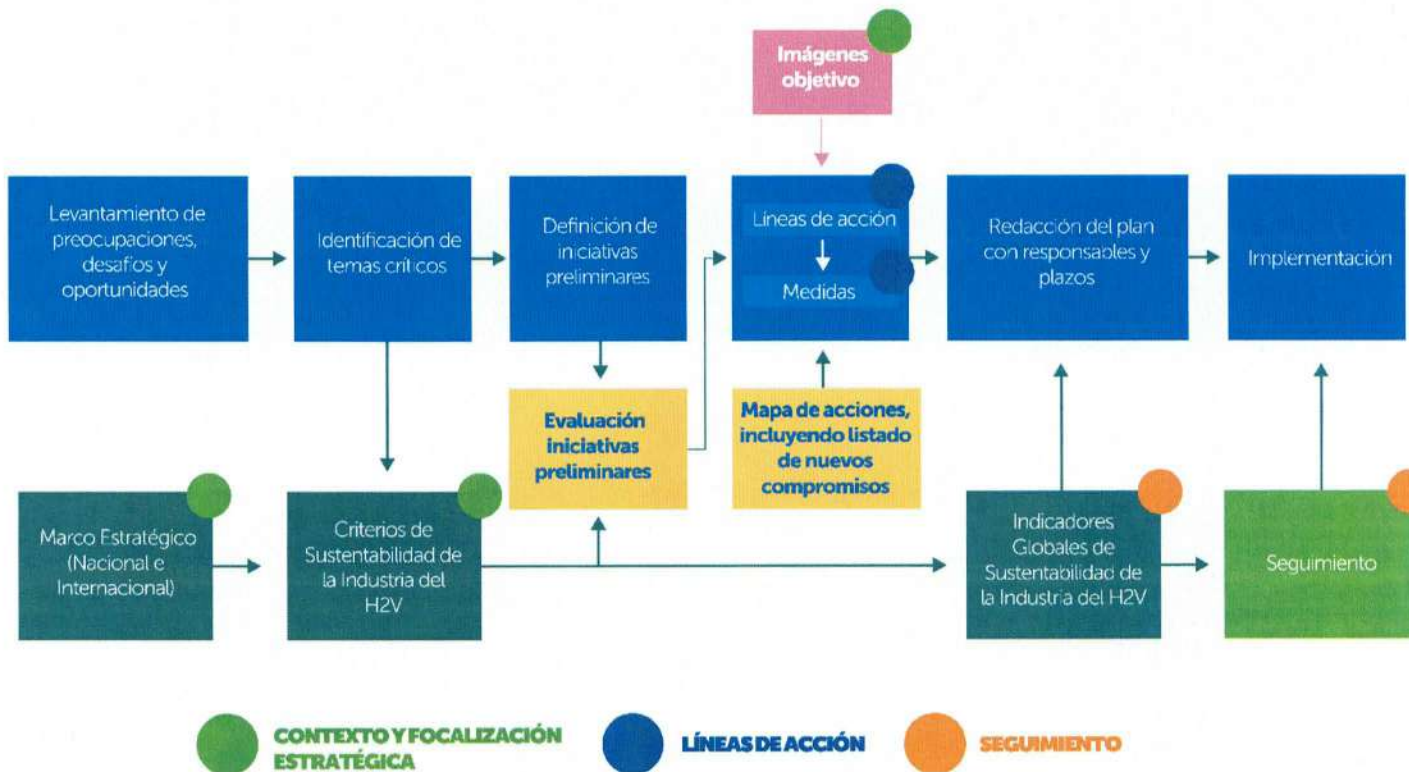 Imágenes
objetivo
Levantamiento de
preocupaciones,
desafíos y
oportunidades
Identificación de
temas críticos
Definición de
iniciativas
preliminares
Líneas de acción
Medidas
Redacción del plan
con responsables y
plazos
Implementación
Evaluación
iniciativas
preliminares
Mapa de acciones,
incluyendo listado
de nuevos
compromisos
Marco Estratégico
(Nacional e
Internacional)
Criterios de
Sustentabilidad de
la Industria del
H2V
Indicadores
Globales de
Sustentabilidad de
la Industria del H2V
Seguimiento
CONTEXTO Y FOCALIZACIÓN
ESTRATÉGICA
LÍNEAS DE ACCIÓN
SEGUIMIENTO